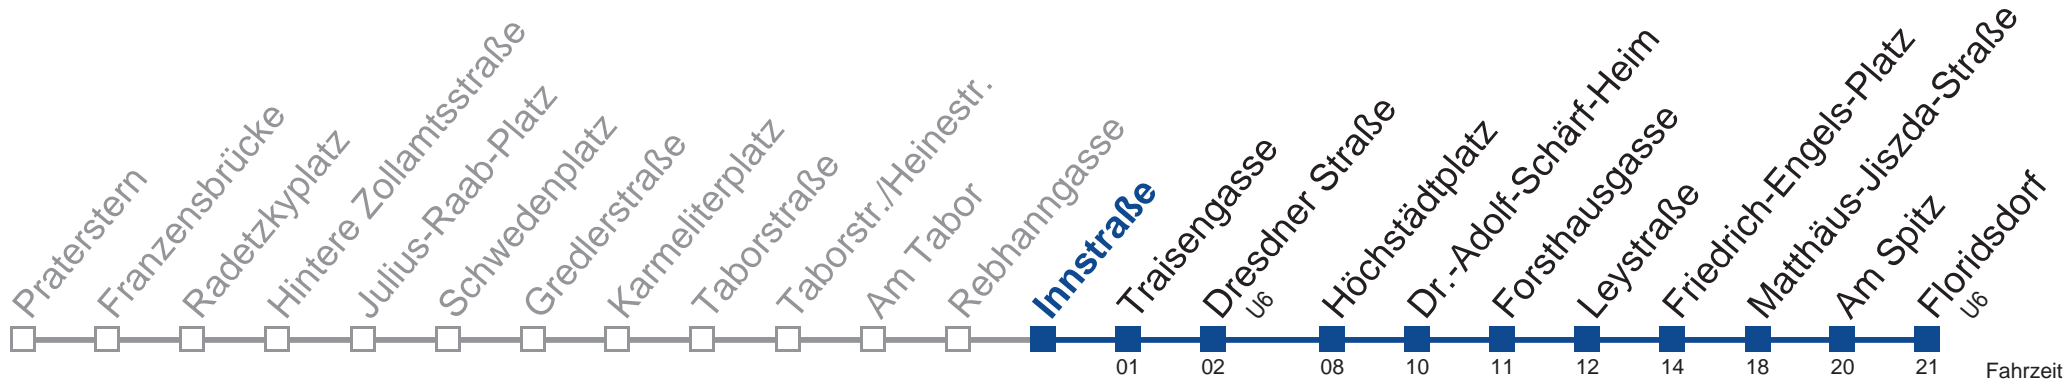 Praterstern
Franzensbrücke
Radetzkyplatz
Hintere Zollamtsstraße
Julius-Raab-Platz
Schwedenplatz
Gredlerstraße
Karmeliterplatz
Taborstraße
Taborstr./Heinestr.
Am Tabor
Rebhanngasse
Innstraße
Traisengasse
Dresdner Straße
U6
Höchstädtplatz
Dr.-Adolf-Schärf-Heim
Forsthausgasse
Leystraße
Friedrich-Engels-Platz
Matthäus-Jiszda-Straße
Am Spitz
Floridsdorf
U6
01 02 08 10 11 12 14 18 20 21 Fahrzeit